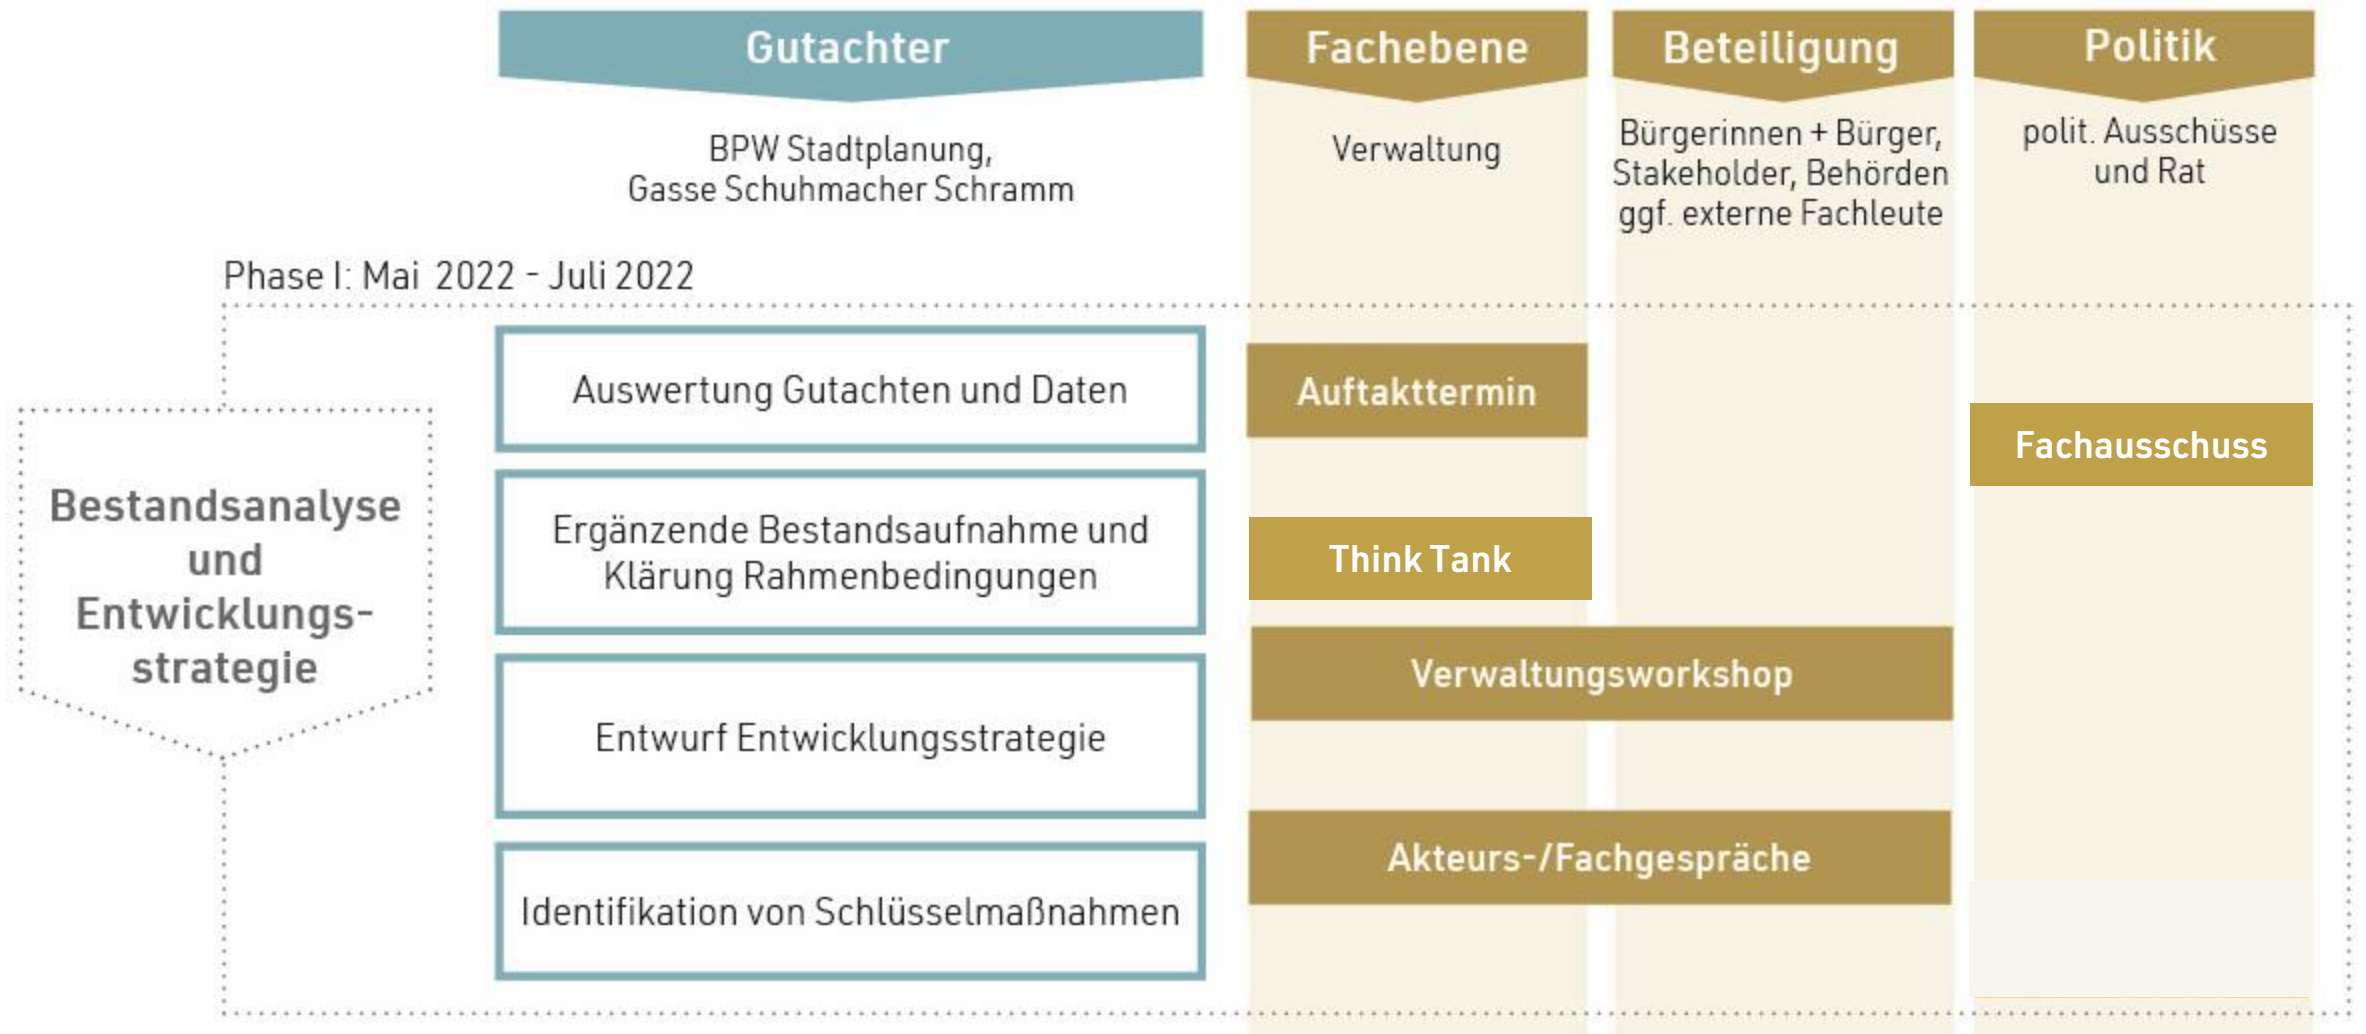 Gutachter
Fachebene
Beteiligung
Politik
BPW Stadtplanung,
Gasse Schuhmacher Schramm
Verwaltung
Bürgerinnen + Bürger,
Stakeholder, Behörden
ggf. externe Fachleute
polit. Ausschüsse
und Rat
Phase I: Mai 2022 - Juli 2022
Bestandsanalyse
und
Entwicklungs-
strategie
Auswertung Gutachten und Daten
Auftakttermin
Fachausschuss
Ergänzende Bestandsaufnahme und
Klärung Rahmenbedingungen
Think Tank
Verwaltungsworkshop
Entwurf Entwicklungsstrategie
Akteurs-/Fachgespräche
Identifikation von Schlüsselmaßnahmen